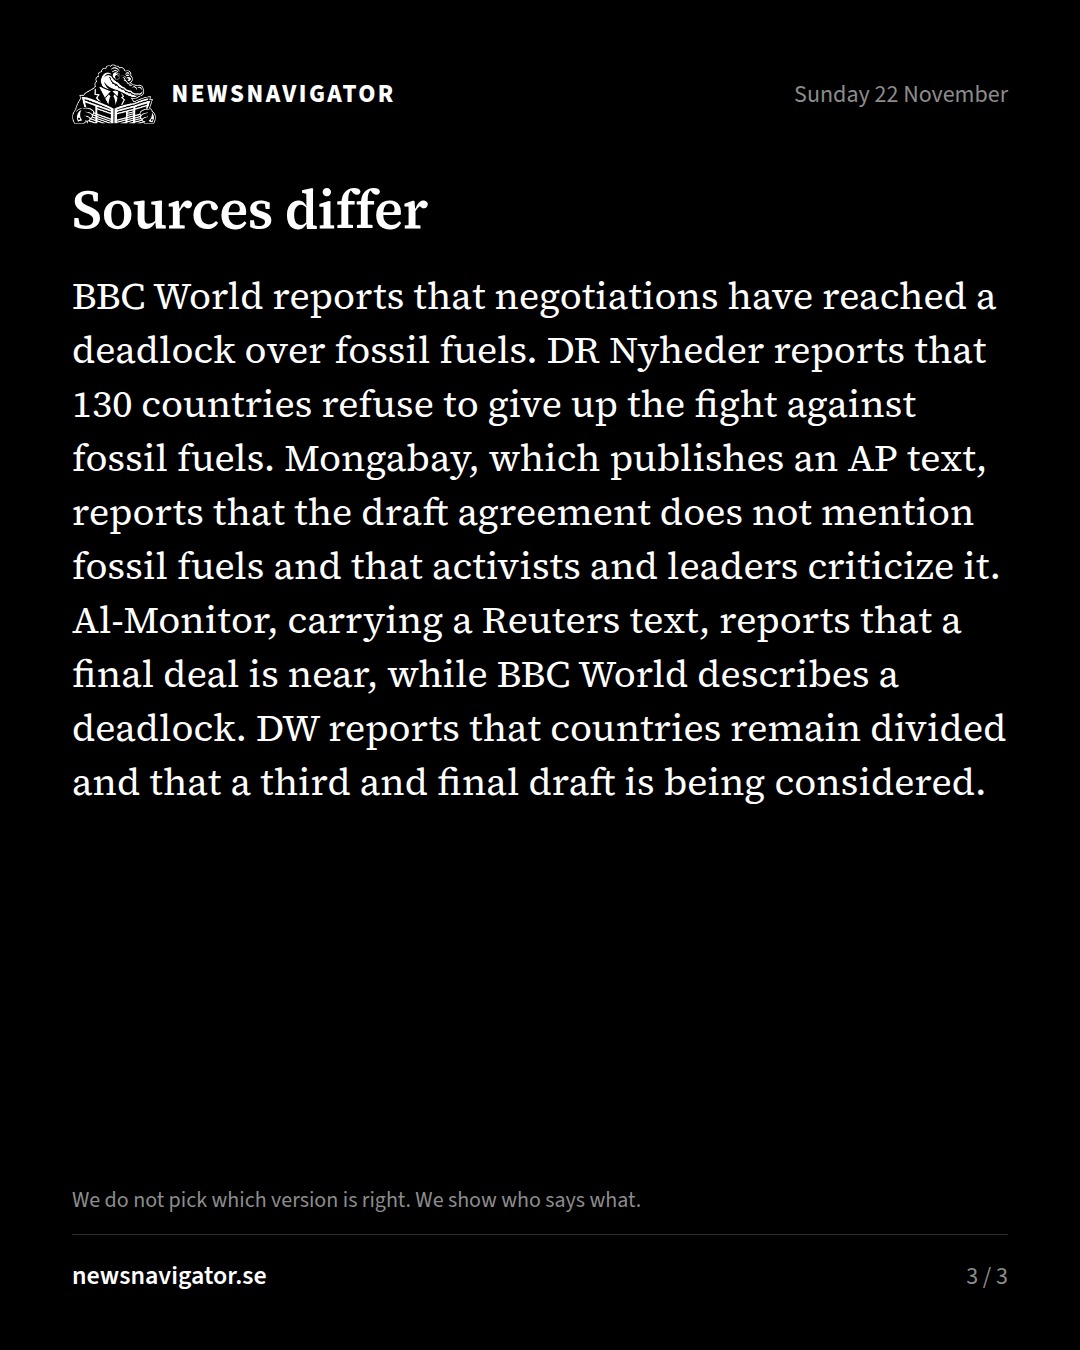 NEWSNAVIGATOR
Sunday 22 November
Sources differ
BBC World reports that negotiations have reached a
deadlock over fossil fuels. DR Nyheder reports that
130 countries refuse to give up the fight against
fossil fuels. Mongabay, which publishes an AP text,
reports that the draft agreement does not mention
fossil fuels and that activists and leaders criticize it.
Al-Monitor, carrying a Reuters text, reports that a
final deal is near, while BBC World describes a
deadlock. DW reports that countries remain divided
and that a third and final draft is being considered.
We do not pick which version is right. We show who says what.
newsnavigator.se
3 / 3